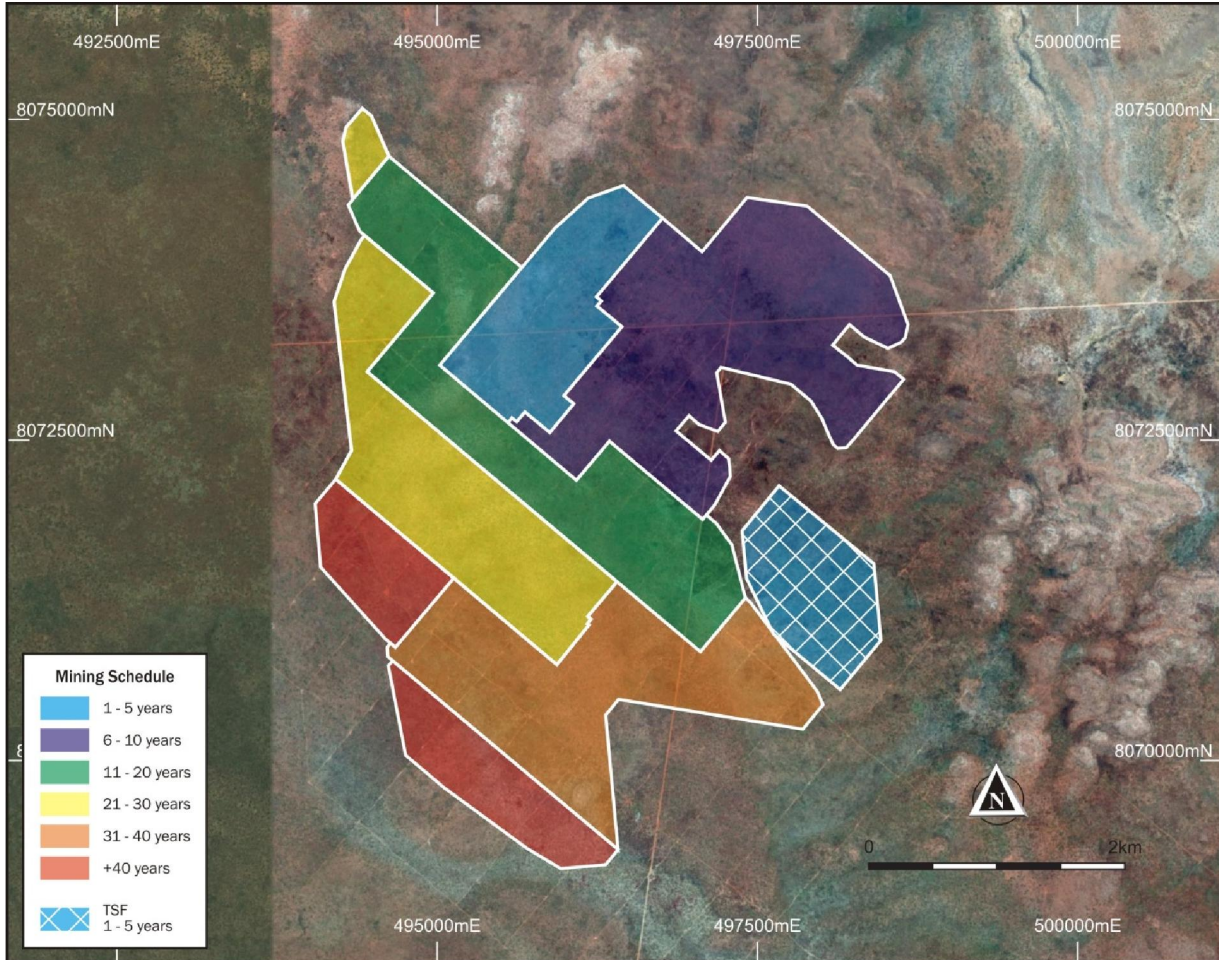 492500mE
495000mE
497500mE
500000mE
8075000mN
8075000mN
8072500mN
8072500mN
8070000mN
Mining Schedule
1 - 5 years
6 - 10 years
11 - 20 years
21 - 30 years
31 - 40 years
+40 years
TSF
1 - 5 years
N
0
2km
495000mE
497500mE
500000mE